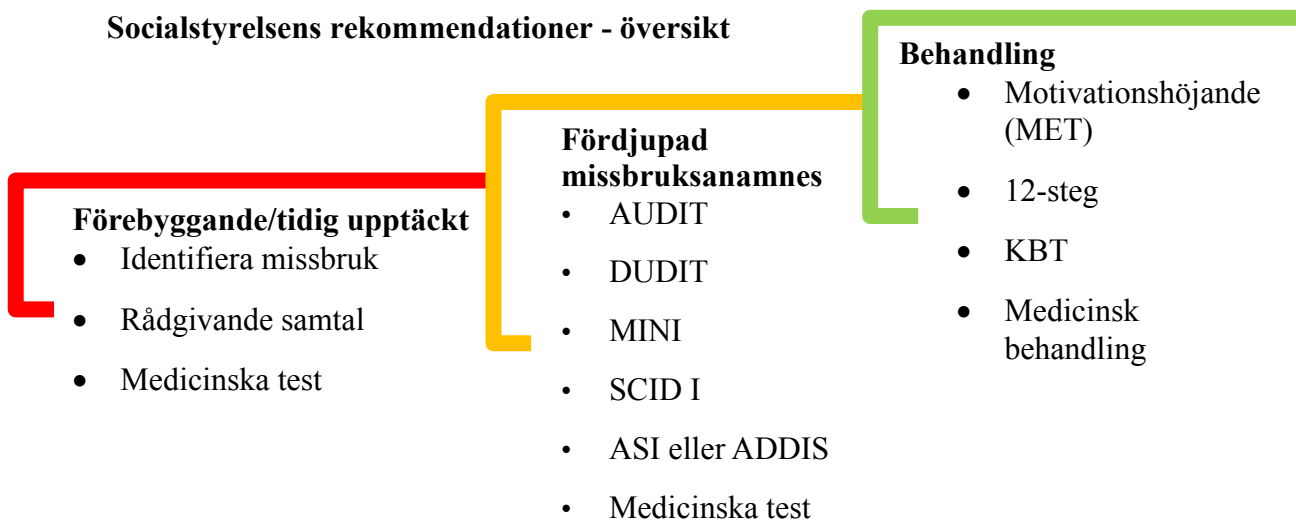 Socialstyrelsens rekommendationer - översikt
Förebyggande/tidig upptäckt
• Identifiera missbruk
• Rådgivande samtal
• Medicinska test
Fördjupad
missbruksanamnes
• AUDIT
• DUDIT
• MINI
• SCID I
• ASI eller ADDIS
• Medicinska test
Behandling
• Motivationshöjande
(MET)
• 12-steg
• KBT
• Medicinsk
behandling